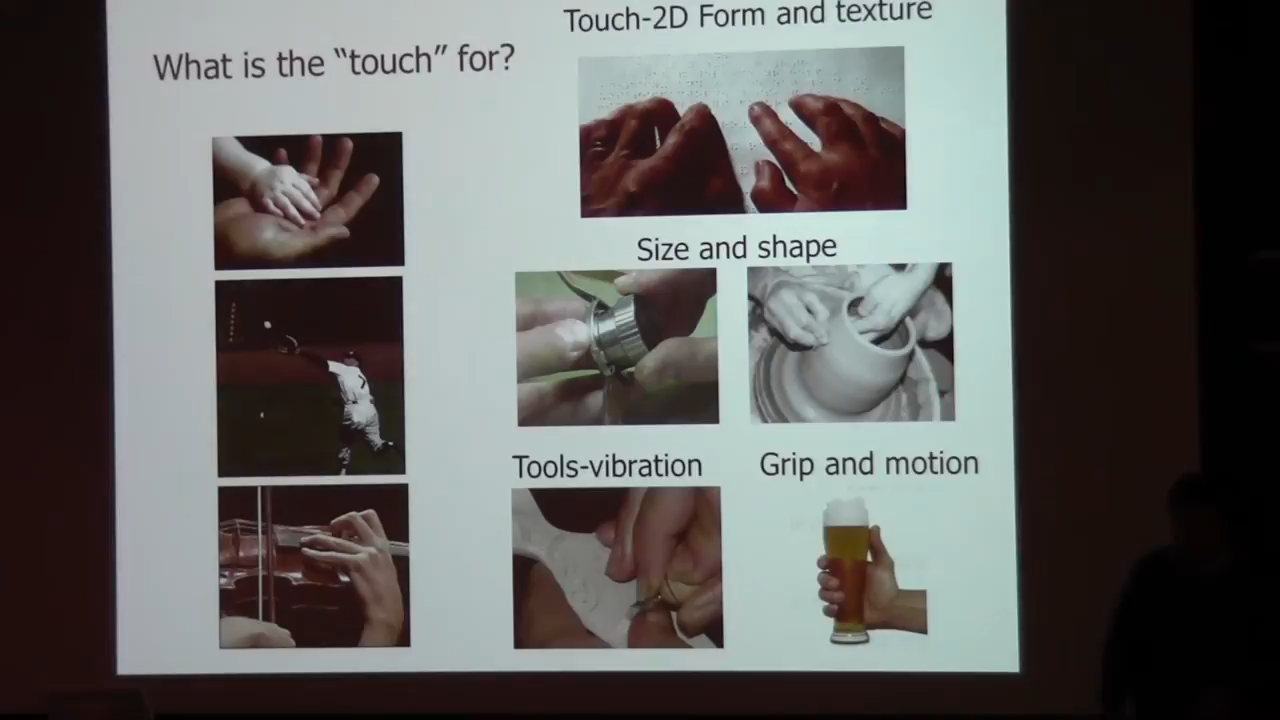 What is the “touch” for?
Touch-2D Form and texture
Size and shape
Tools-vibration
Grip and motion